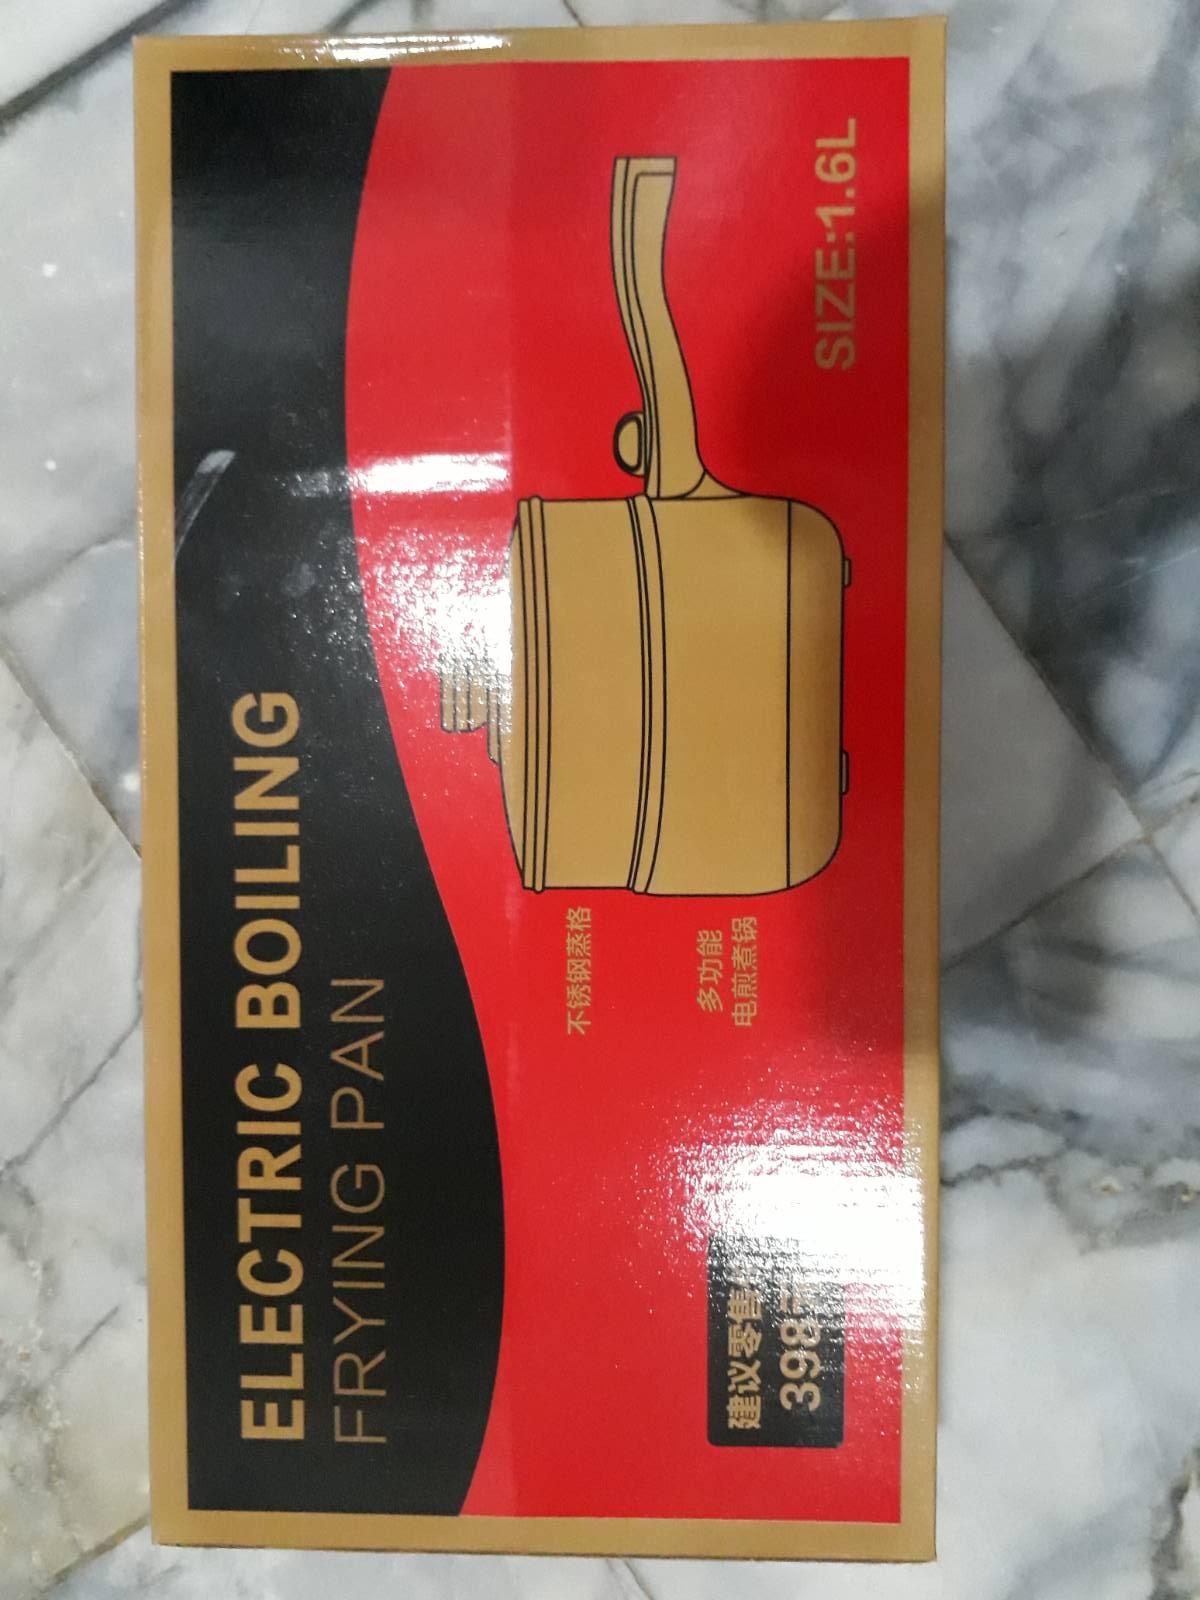 ELECTRIC BOILING
FRYING PAN
不锈钢蒸格
多功能
电煎煮锅
SIZE:1.6L
建议零售
398